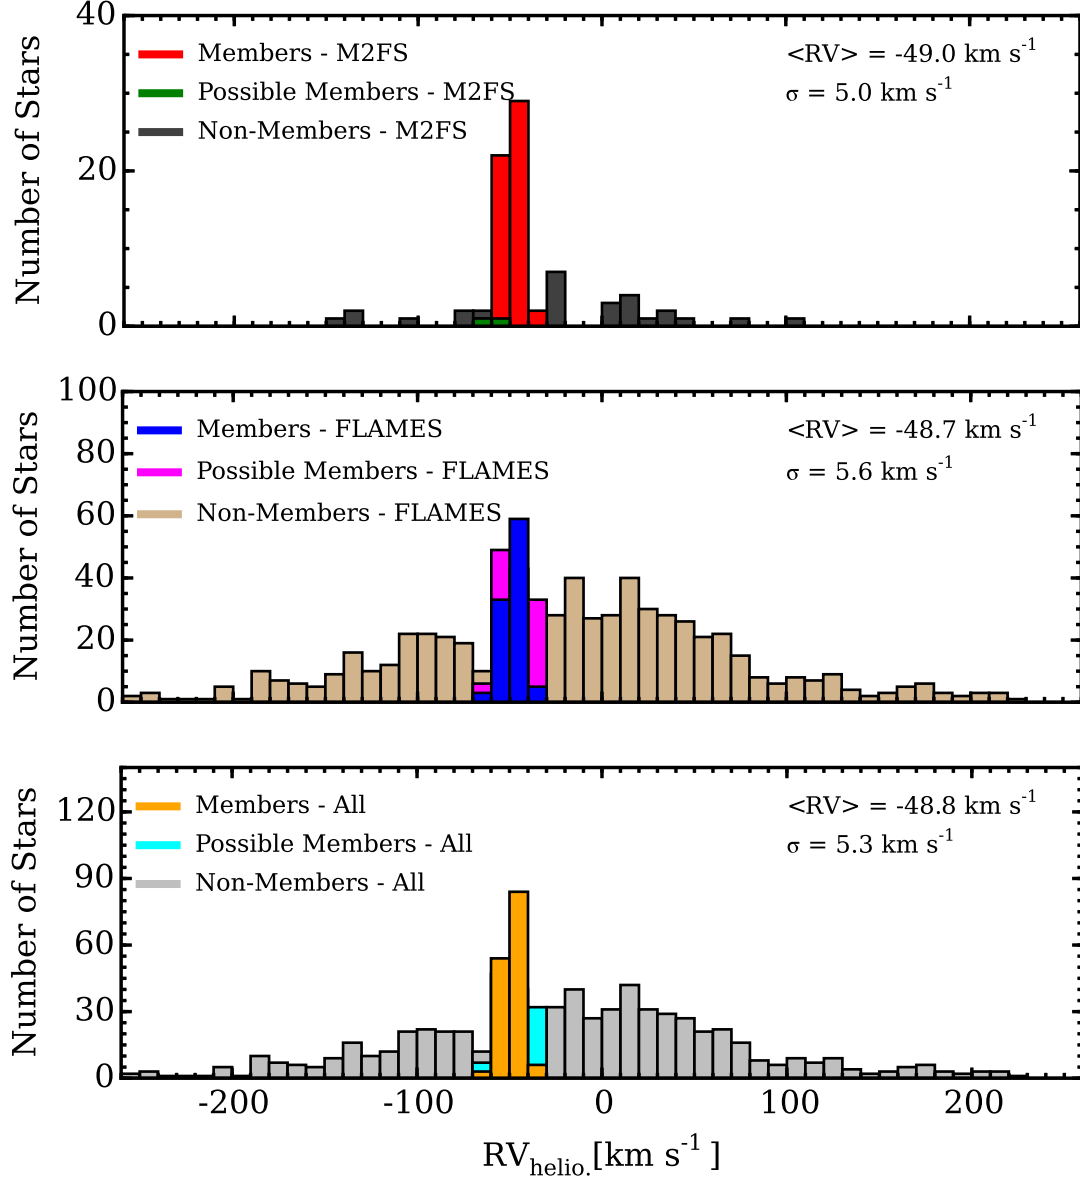 40
Members - M2FS
<RV> = -49.0 km s-1
Possible Members - M2FS
σ = 5.0 km s-1
Non-Members - M2FS
20
0
Number of Stars
100
Members - FLAMES
<RV> = -48.7 km s-1
80
Possible Members - FLAMES
σ = 5.6 km s-1
60
Non-Members - FLAMES
40
20
0
Number of Stars
120
Members - All
<RV> = -48.8 km s-1
Possible Members - All
σ = 5.3 km s-1
90
Non-Members - All
60
30
0
Number of Stars
-200 -100 0 100 200
RVhelio.[km s-1 ]